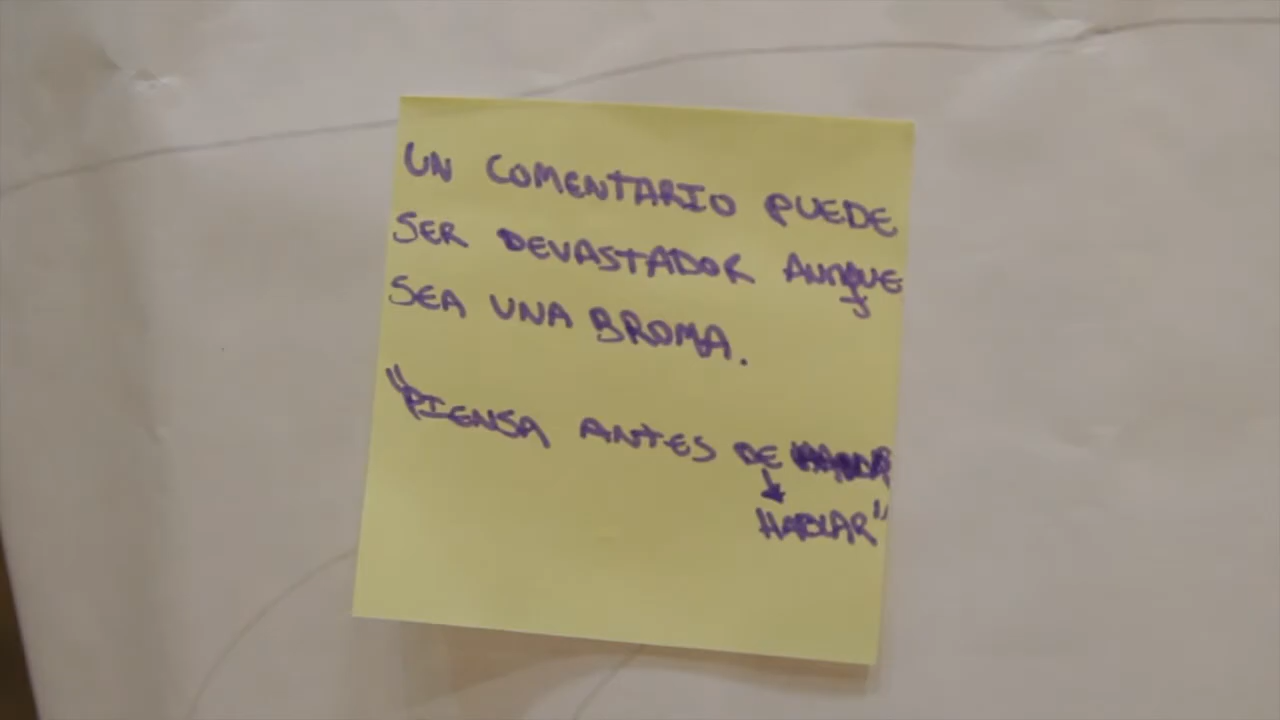 UN COMENTARIO PUEDE
SER DEVASTADOR AUNQUE
SEA UNA BROMA.
"PIENSA ANTES DE
HABLAR"